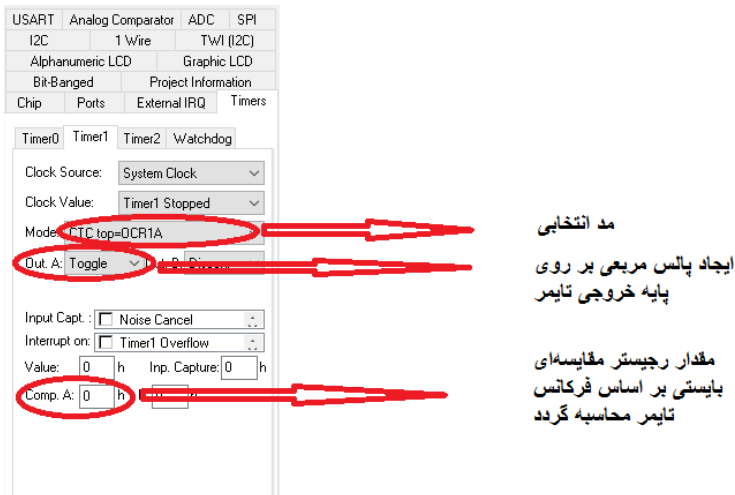 USART Analog Comparator ADC SPI
I2C 1 Wire TWI (I2C)
Alphanumeric LCD Graphic LCD
Bit-Banged Project Information
Chip Ports External IRQ Timers
Timer0 Timer1 Timer2 Watchdog
Clock Source: System Clock
Clock Value: Timer1 Stopped
Mode: CTC top=OCR1A
مد انتخابی
Out. A: Toggle
ایجاد پالس مربعی بر روی
پایه خروجی تایمر
Input Capt. : Noise Cancel
Interrupt on: Timer1 Overflow
Value: 0 h Inp. Capture: 0 h
Comp. A: 0 h
مقدار رجیستر مقایسه‌ای
بایستی بر اساس فرکانس
تایمر محاسبه گردد